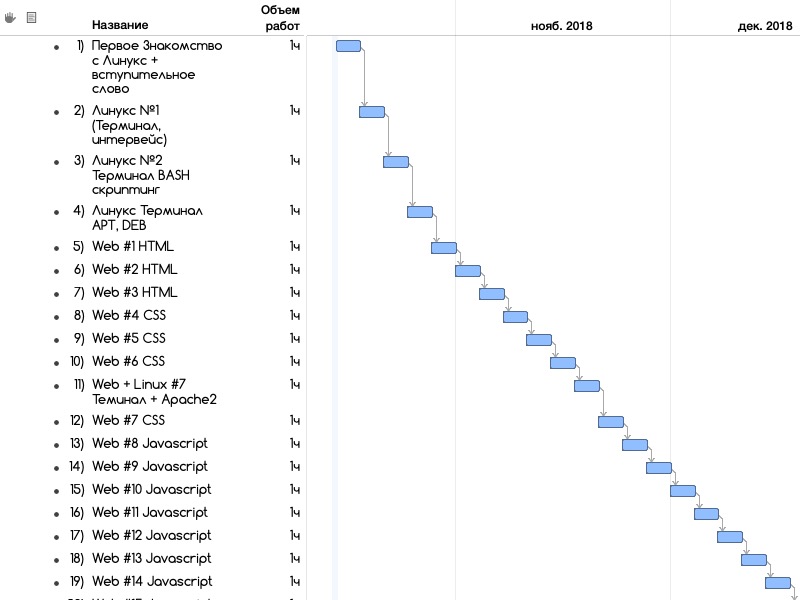 Название
Объем
работ
нояб. 2018
дек. 2018
1) Первое Знакомство 1ч
с Линукс +
вступительное
слово
2) Линукс №1 1ч
(Терминал,
интервейс)
3) Линукс №2 1ч
Терминал BASH
скриптинг
4) Линукс Терминал 1ч
APT, DEB
5) Web #1 HTML 1ч
6) Web #2 HTML 1ч
7) Web #3 HTML 1ч
8) Web #4 CSS 1ч
9) Web #5 CSS 1ч
10) Web #6 CSS 1ч
11) Web + Linux #7 1ч
Теминал + Apache2
12) Web #7 CSS 1ч
13) Web #8 Javascript 1ч
14) Web #9 Javascript 1ч
15) Web #10 Javascript 1ч
16) Web #11 Javascript 1ч
17) Web #12 Javascript 1ч
18) Web #13 Javascript 1ч
19) Web #14 Javascript 1ч